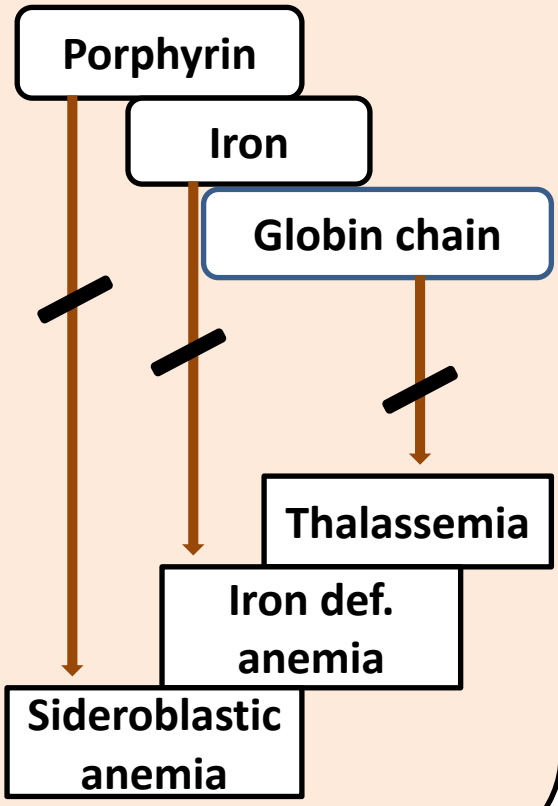 Porphyrin
Iron
Globin chain
Thalassemia
Iron def.
anemia
Sideroblastic
anemia